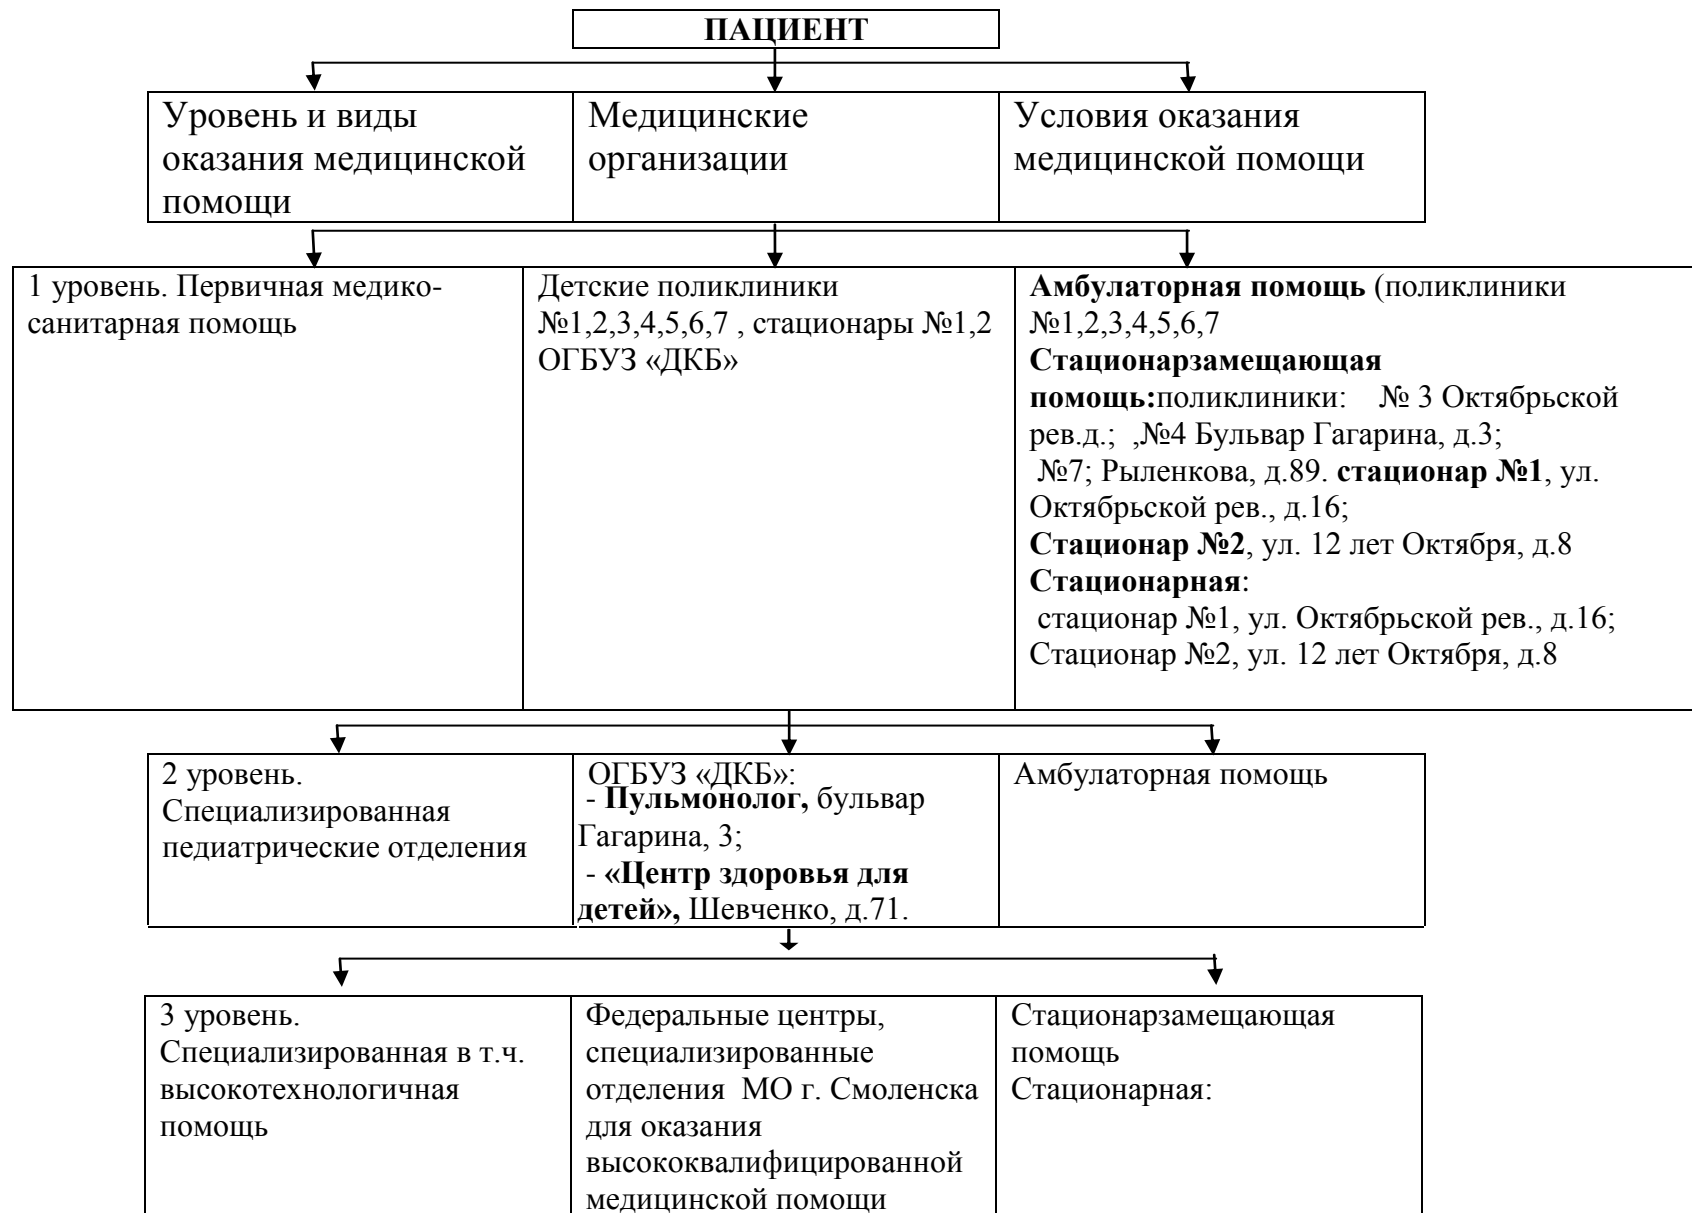 ПАЦИЕНТ
Уровень и виды
оказания медицинской
помощи
Медицинские
организации
Условия оказания
медицинской помощи
1 уровень. Первичная медико-
санитарная помощь
Детские поликлиники
№1,2,3,4,5,6,7 , стационары №1,2
ОГБУЗ «ДКБ»
Амбулаторная помощь (поликлиники
№1,2,3,4,5,6,7
Стационарзамещающая
помощь:поликлиники: № 3 Октябрьской
рев.д.; ,№4 Бульвар Гагарина, д.3;
№7; Рыленкова, д.89. стационар №1, ул.
Октябрьской рев., д.16;
Стационар №2, ул. 12 лет Октября, д.8
Стационарная:
стационар №1, ул. Октябрьской рев., д.16;
Стационар №2, ул. 12 лет Октября, д.8
2 уровень.
Специализированная
педиатрические отделения
ОГБУЗ «ДКБ»:
- Пульмонолог, бульвар
Гагарина, 3;
- «Центр здоровья для
детей», Шевченко, д.71.
Амбулаторная помощь
3 уровень.
Специализированная в т.ч.
высокотехнологичная
помощь
Федеральные центры,
специализированные
отделения МО г. Смоленска
для оказания
высококвалифицированной
медицинской помощи
Стационарзамещающая
помощь
Стационарная: